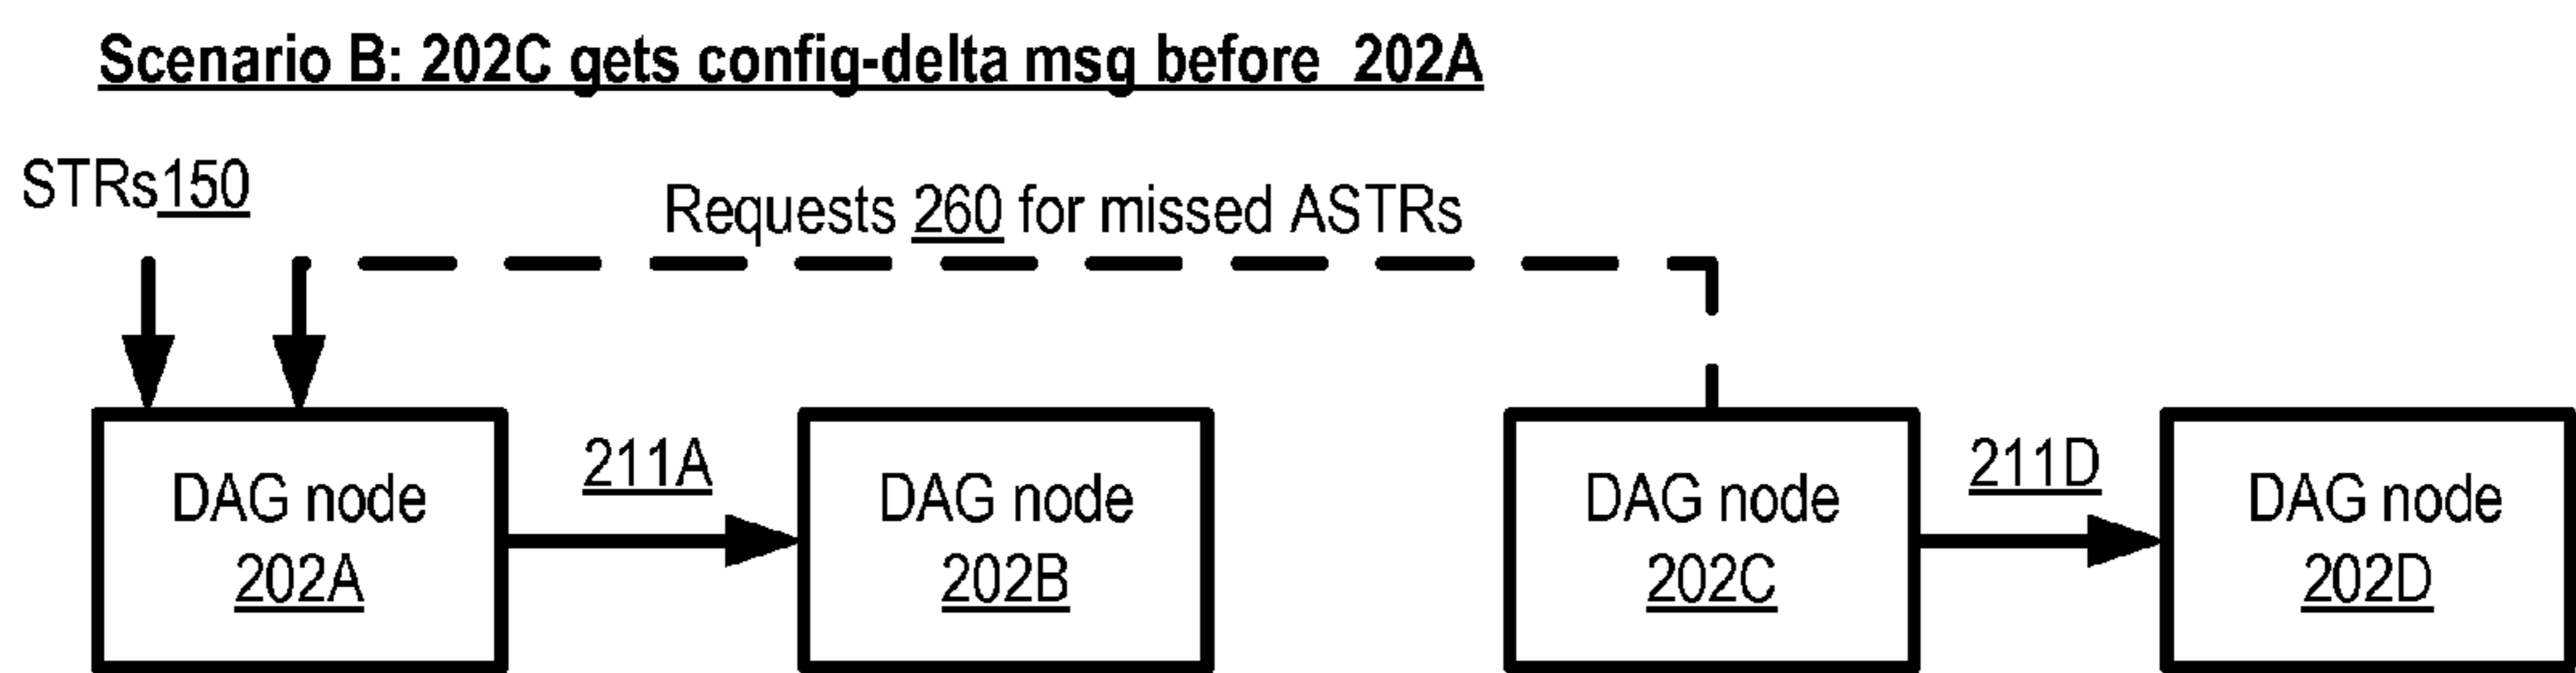 Scenario B: 202C gets config-delta msg before 202A
STRs150
Requests 260 for missed ASTRs
DAG node
202A
211A
DAG node
202B
DAG node
202C
211D
DAG node
202D